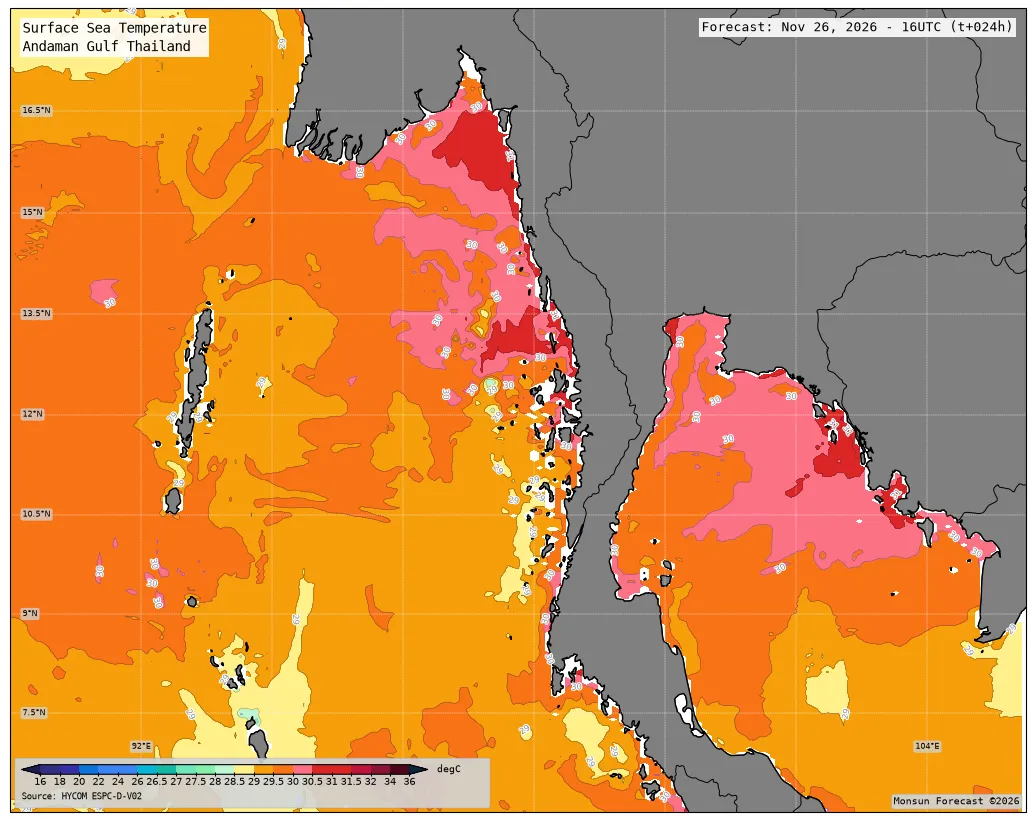 Surface Sea Temperature
Andaman Gulf Thailand
Forecast: Nov 26, 2026 - 16UTC (t+024h)
16.5°N
15°N
13.5°N
12°N
10.5°N
9°N
7.5°N
92°E
104°E
degC
16 18 20 22 24 26 26.5 27 27.5 28 28.5 29 29.5 30 30.5 31 31.5 32 34 36
Source: HYCOM ESPC-D-V02
Monsun Forecast ©2026